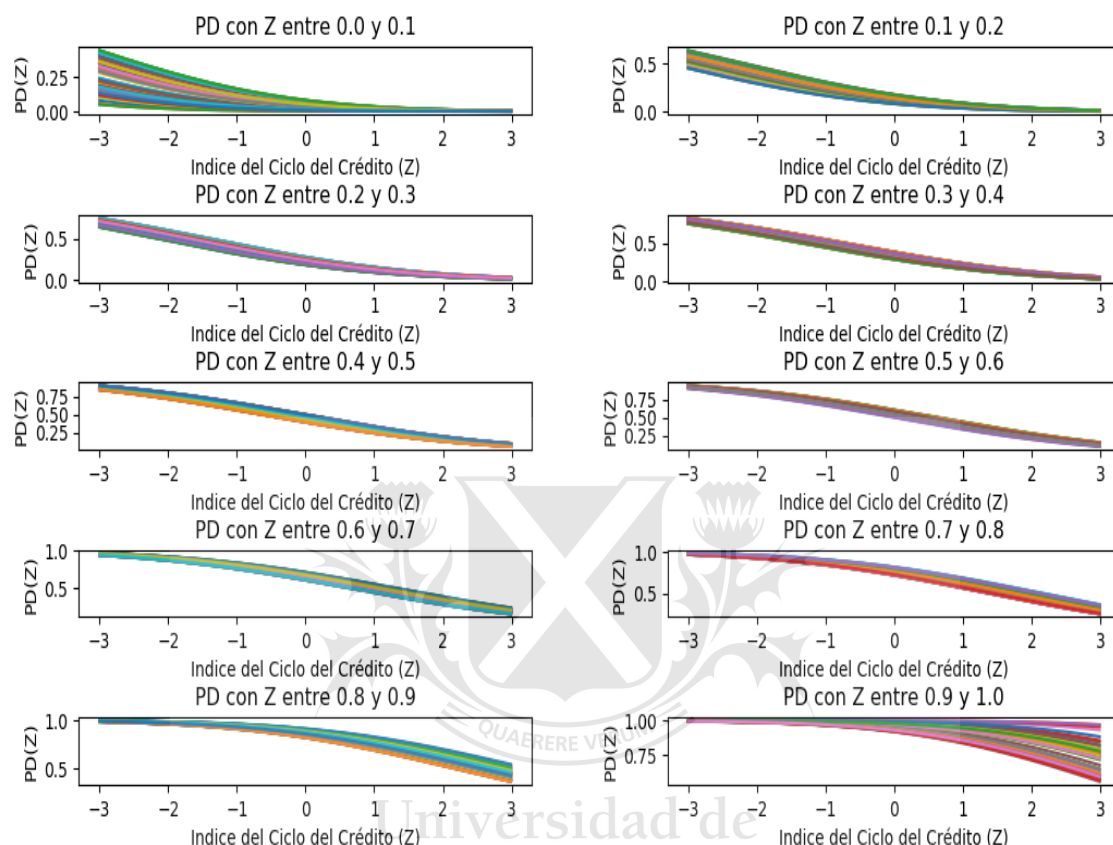 PD con Z entre 0.0 y 0.1
PD(Z)
0.25
0.00
−3 −2 −1 0 1 2 3
Indice del Ciclo del Crédito (Z)
PD con Z entre 0.1 y 0.2
PD(Z)
0.5
0.0
−3 −2 −1 0 1 2 3
Indice del Ciclo del Crédito (Z)
PD con Z entre 0.2 y 0.3
PD(Z)
0.5
0.0
−3 −2 −1 0 1 2 3
Indice del Ciclo del Crédito (Z)
PD con Z entre 0.3 y 0.4
PD(Z)
0.5
0.0
−3 −2 −1 0 1 2 3
Indice del Ciclo del Crédito (Z)
PD con Z entre 0.4 y 0.5
PD(Z)
0.75
0.50
0.25
−3 −2 −1 0 1 2 3
Indice del Ciclo del Crédito (Z)
PD con Z entre 0.5 y 0.6
PD(Z)
0.75
0.50
0.25
−3 −2 −1 0 1 2 3
Indice del Ciclo del Crédito (Z)
PD con Z entre 0.6 y 0.7
PD(Z)
1.0
0.5
−3 −2 −1 0 1 2 3
Indice del Ciclo del Crédito (Z)
PD con Z entre 0.7 y 0.8
PD(Z)
1.0
0.5
−3 −2 −1 0 1 2 3
Indice del Ciclo del Crédito (Z)
PD con Z entre 0.8 y 0.9
PD(Z)
1.0
0.5
−3 −2 −1 0 1 2 3
Indice del Ciclo del Crédito (Z)
PD con Z entre 0.9 y 1.0
PD(Z)
1.00
0.75
−3 −2 −1 0 1 2 3
Indice del Ciclo del Crédito (Z)
QUAERERE VERUM
Universidad de